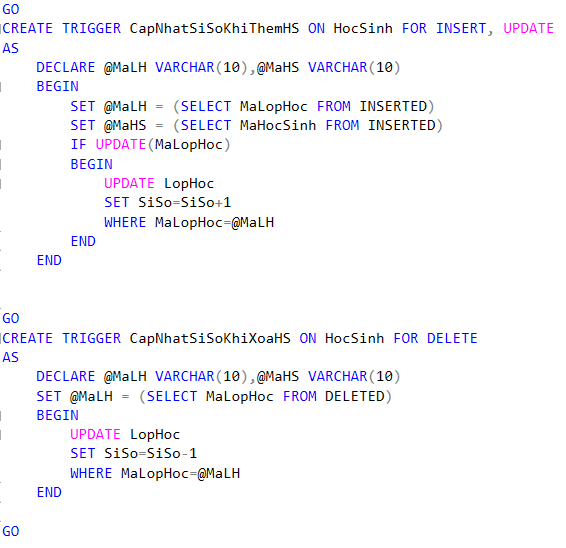 GO
CREATE TRIGGER CapNhatSiSoKhiThemHS ON HocSinh FOR INSERT, UPDATE
AS
    DECLARE @MaLH VARCHAR(10),@MaHS VARCHAR(10)
    BEGIN
        SET @MaLH = (SELECT MaLopHoc FROM INSERTED)
        SET @MaHS = (SELECT MaHocSinh FROM INSERTED)
        IF UPDATE(MaLopHoc)
        BEGIN
            UPDATE LopHoc
            SET SiSo=SiSo+1
            WHERE MaLopHoc=@MaLH
        END
    END
GO
CREATE TRIGGER CapNhatSiSoKhiXoaHS ON HocSinh FOR DELETE
AS
    DECLARE @MaLH VARCHAR(10),@MaHS VARCHAR(10)
    SET @MaLH = (SELECT MaLopHoc FROM DELETED)
    BEGIN
        UPDATE LopHoc
        SET SiSo=SiSo-1
        WHERE MaLopHoc=@MaLH
    END
GO